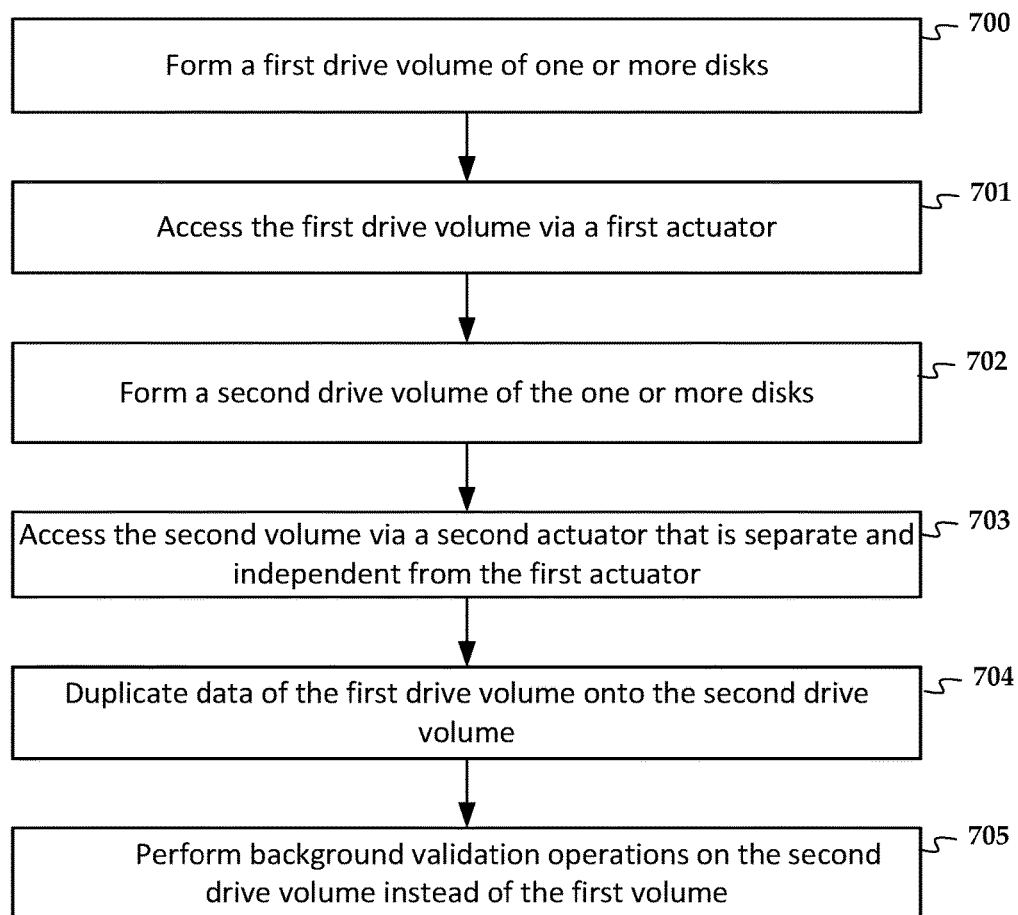 700
Form a first drive volume of one or more disks
701
Access the first drive volume via a first actuator
702
Form a second drive volume of the one or more disks
703
Access the second volume via a second actuator that is separate and
independent from the first actuator
704
Duplicate data of the first drive volume onto the second drive
volume
705
Perform background validation operations on the second
drive volume instead of the first volume